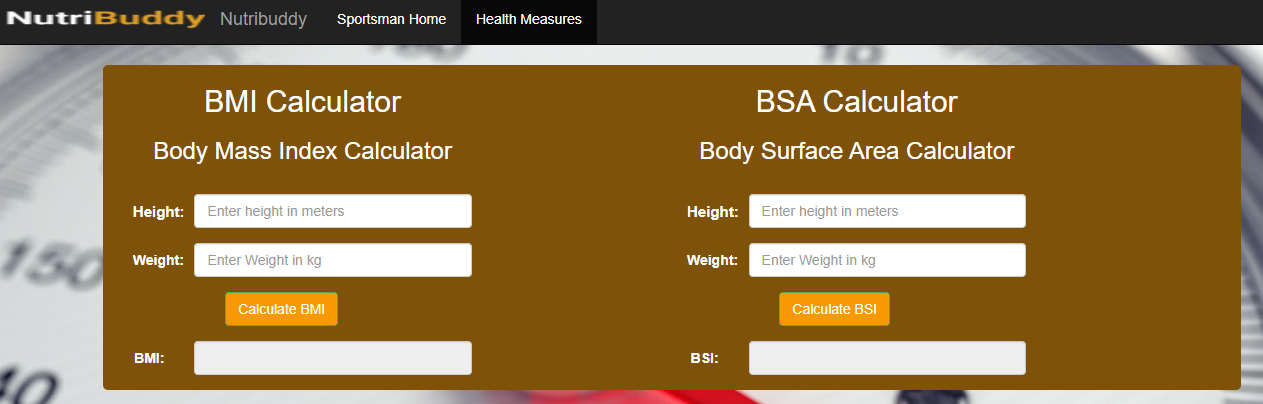 NutriBuddy Nutribuddy Sportsman Home Health Measures
10
BMI Calculator
Body Mass Index Calculator
Height: Enter height in meters
Weight: Enter Weight in kg
Calculate BMI
BMI:
BSA Calculator
Body Surface Area Calculator
Height: Enter height in meters
Weight: Enter Weight in kg
Calculate BSI
BSI:
150
40